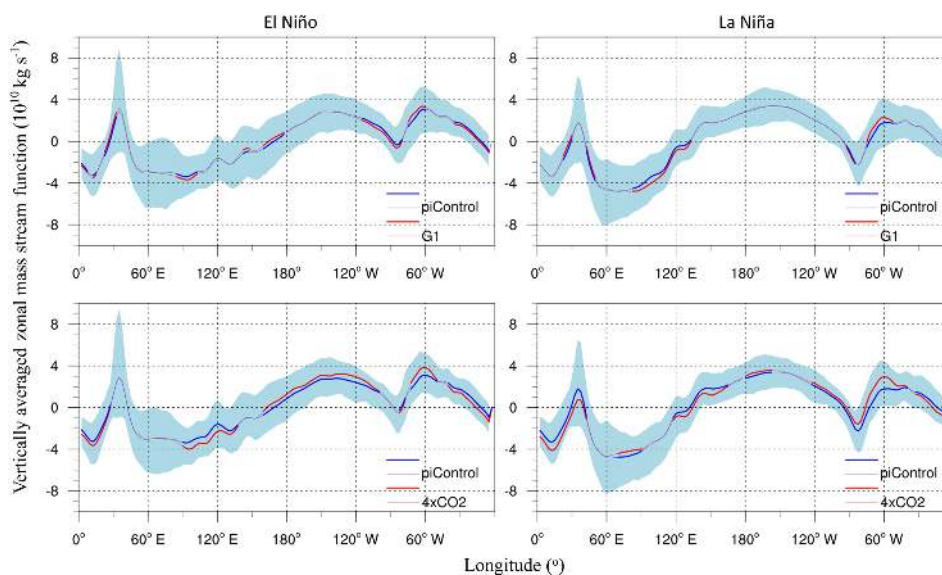 El Niño
La Niña
Vertically averaged zonal mass stream function (10¹⁰ kg s⁻¹)
8
4
0
-4
-8
piControl
G1
0° 60° E 120° E 180° 120° W 60° W
8
4
0
-4
-8
piControl
G1
0° 60° E 120° E 180° 120° W 60° W
8
4
0
-4
-8
piControl
4xCO2
0° 60° E 120° E 180° 120° W 60° W
8
4
0
-4
-8
piControl
4xCO2
0° 60° E 120° E 180° 120° W 60° W
Longitude (°)